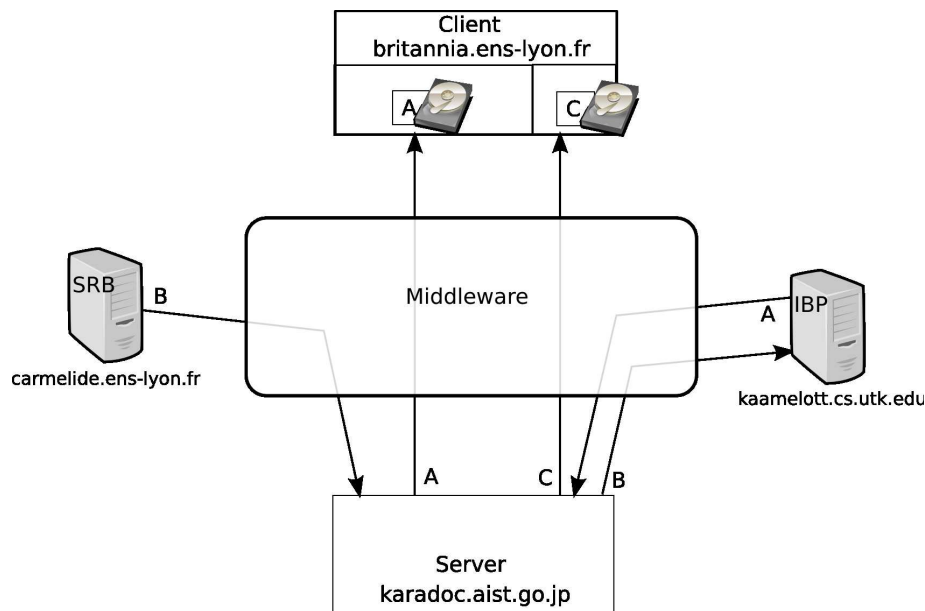 Client
britannia.ens-lyon.fr
A
C
SRB
B
carmelide.ens-lyon.fr
Middleware
A
IBP
kaamelott.cs.utk.edu
A
C
B
Server
karadoc.aist.go.jp